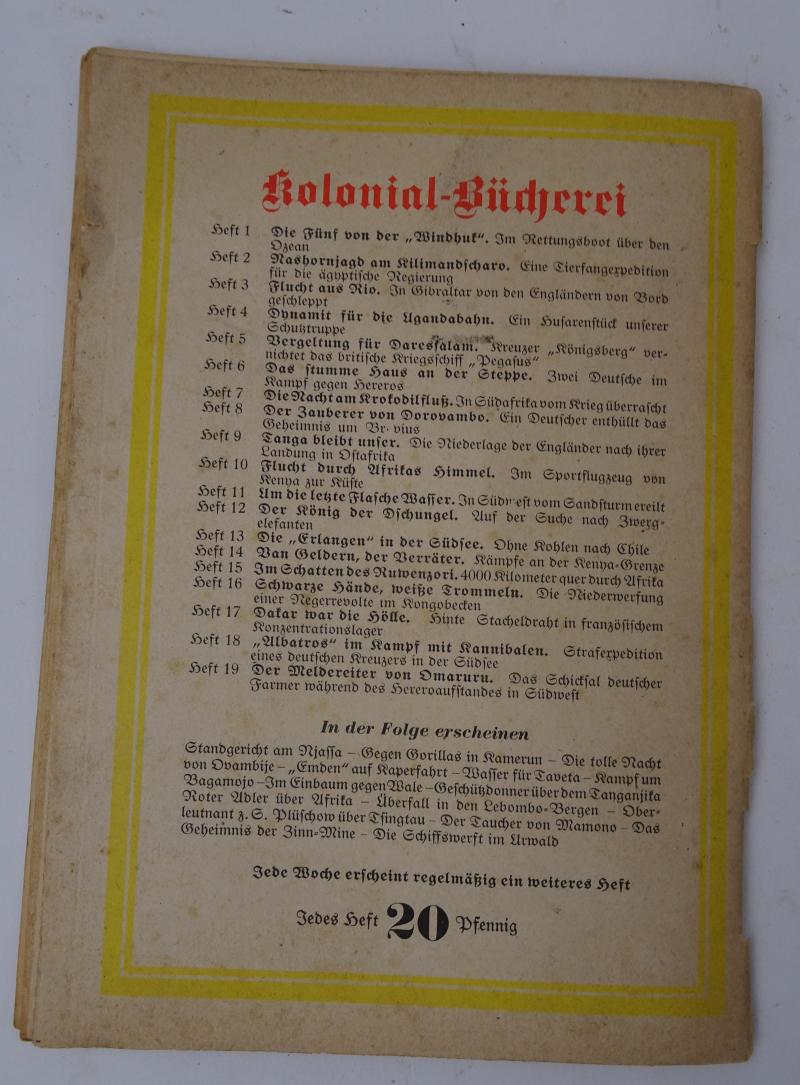 Kolonial-Bücherei
Heft 1 Die Fünf von der „Windhuk“. Im Rettungsboot über den
Ozean
Heft 2 Nashornjagd am Kilimandscharo. Eine Tierfangexpedition
für die ägyptische Regierung
Heft 3 Flucht aus Rio. In Gibraltar von den Engländern von Bord
geschleppt
Heft 4 Dynamit für die Ugandabahn. Ein Husarenstück unserer
Schutztruppe
Heft 5 Vergeltung für Daressalam. Kreuzer „Königsberg“ ver-
nichtet das britische Kriegsschiff „Pegasus“
Heft 6 Das stumme Haus an der Steppe. Zwei Deutsche im
Kampf gegen Hereros
Heft 7 Die Nacht am Krokodilfluß. In Südafrika vom Krieg überrascht
Heft 8 Der Zauberer von Dorovambo. Ein Deutscher enthüllt das
Geheimnis um
Heft 9 Tanga bleibt unser. Die Niederlage der Engländer nach ihrer
Landung in Ostafrika
Heft 10 Flucht durch Afrikas Himmel. Im Sportflugzeug von
Kenya zur Küste
Heft 11 Um die letzte Flasche Wasser. In Südwest vom Sandsturm ereilt
Heft 12 Der König der Dschungel. Auf der Suche nach Zwerg-
elefanten
Heft 13 Die „Erlangen“ in der Südsee. Ohne Kohlen nach Chile
Heft 14 Van Geldern, der Verräter. Kämpfe an der Kenya-Grenze
Heft 15 Im Schatten des Ruwenzori. 4000 Kilometer quer durch Afrika
Heft 16 Schwarze Hände, weiße Trommeln. Die Niederwerfung
einer Negerrevolte im Kongobecken
Heft 17 Dakar war die Hölle. Hinte Stacheldraht in französischem
Konzentrationslager
Heft 18 „Albatros“ im Kampf mit Kannibalen. Strafexpedition
eines deutschen Kreuzers in der Südsee
Heft 19 Der Meldereiter von Omaruru. Das Schicksal deutscher
Farmer während des Hereroaufstandes in Südwest
In der Folge erscheinen
Standgericht am Njassa – Gegen Gorillas in Kamerun – Die tolle Nacht
von Ovambije – „Emden“ auf Kaperfahrt – Wasser für Taveta – Kampf um
Bagamojo – Im Einbaum gegen Wale – Geschützdonner über dem Tanganjika
Roter Adler über Afrika – Überfall in den Lebombo-Bergen – Ober-
leutnant z. S. Plüschow über Tsingtau – Der Taucher von Mamono – Das
Geheimnis der Zinn-Mine – Die Schiffswerft im Urwald
Jede Woche erscheint regelmäßig ein weiteres Heft
Jedes Heft 20 Pfennig